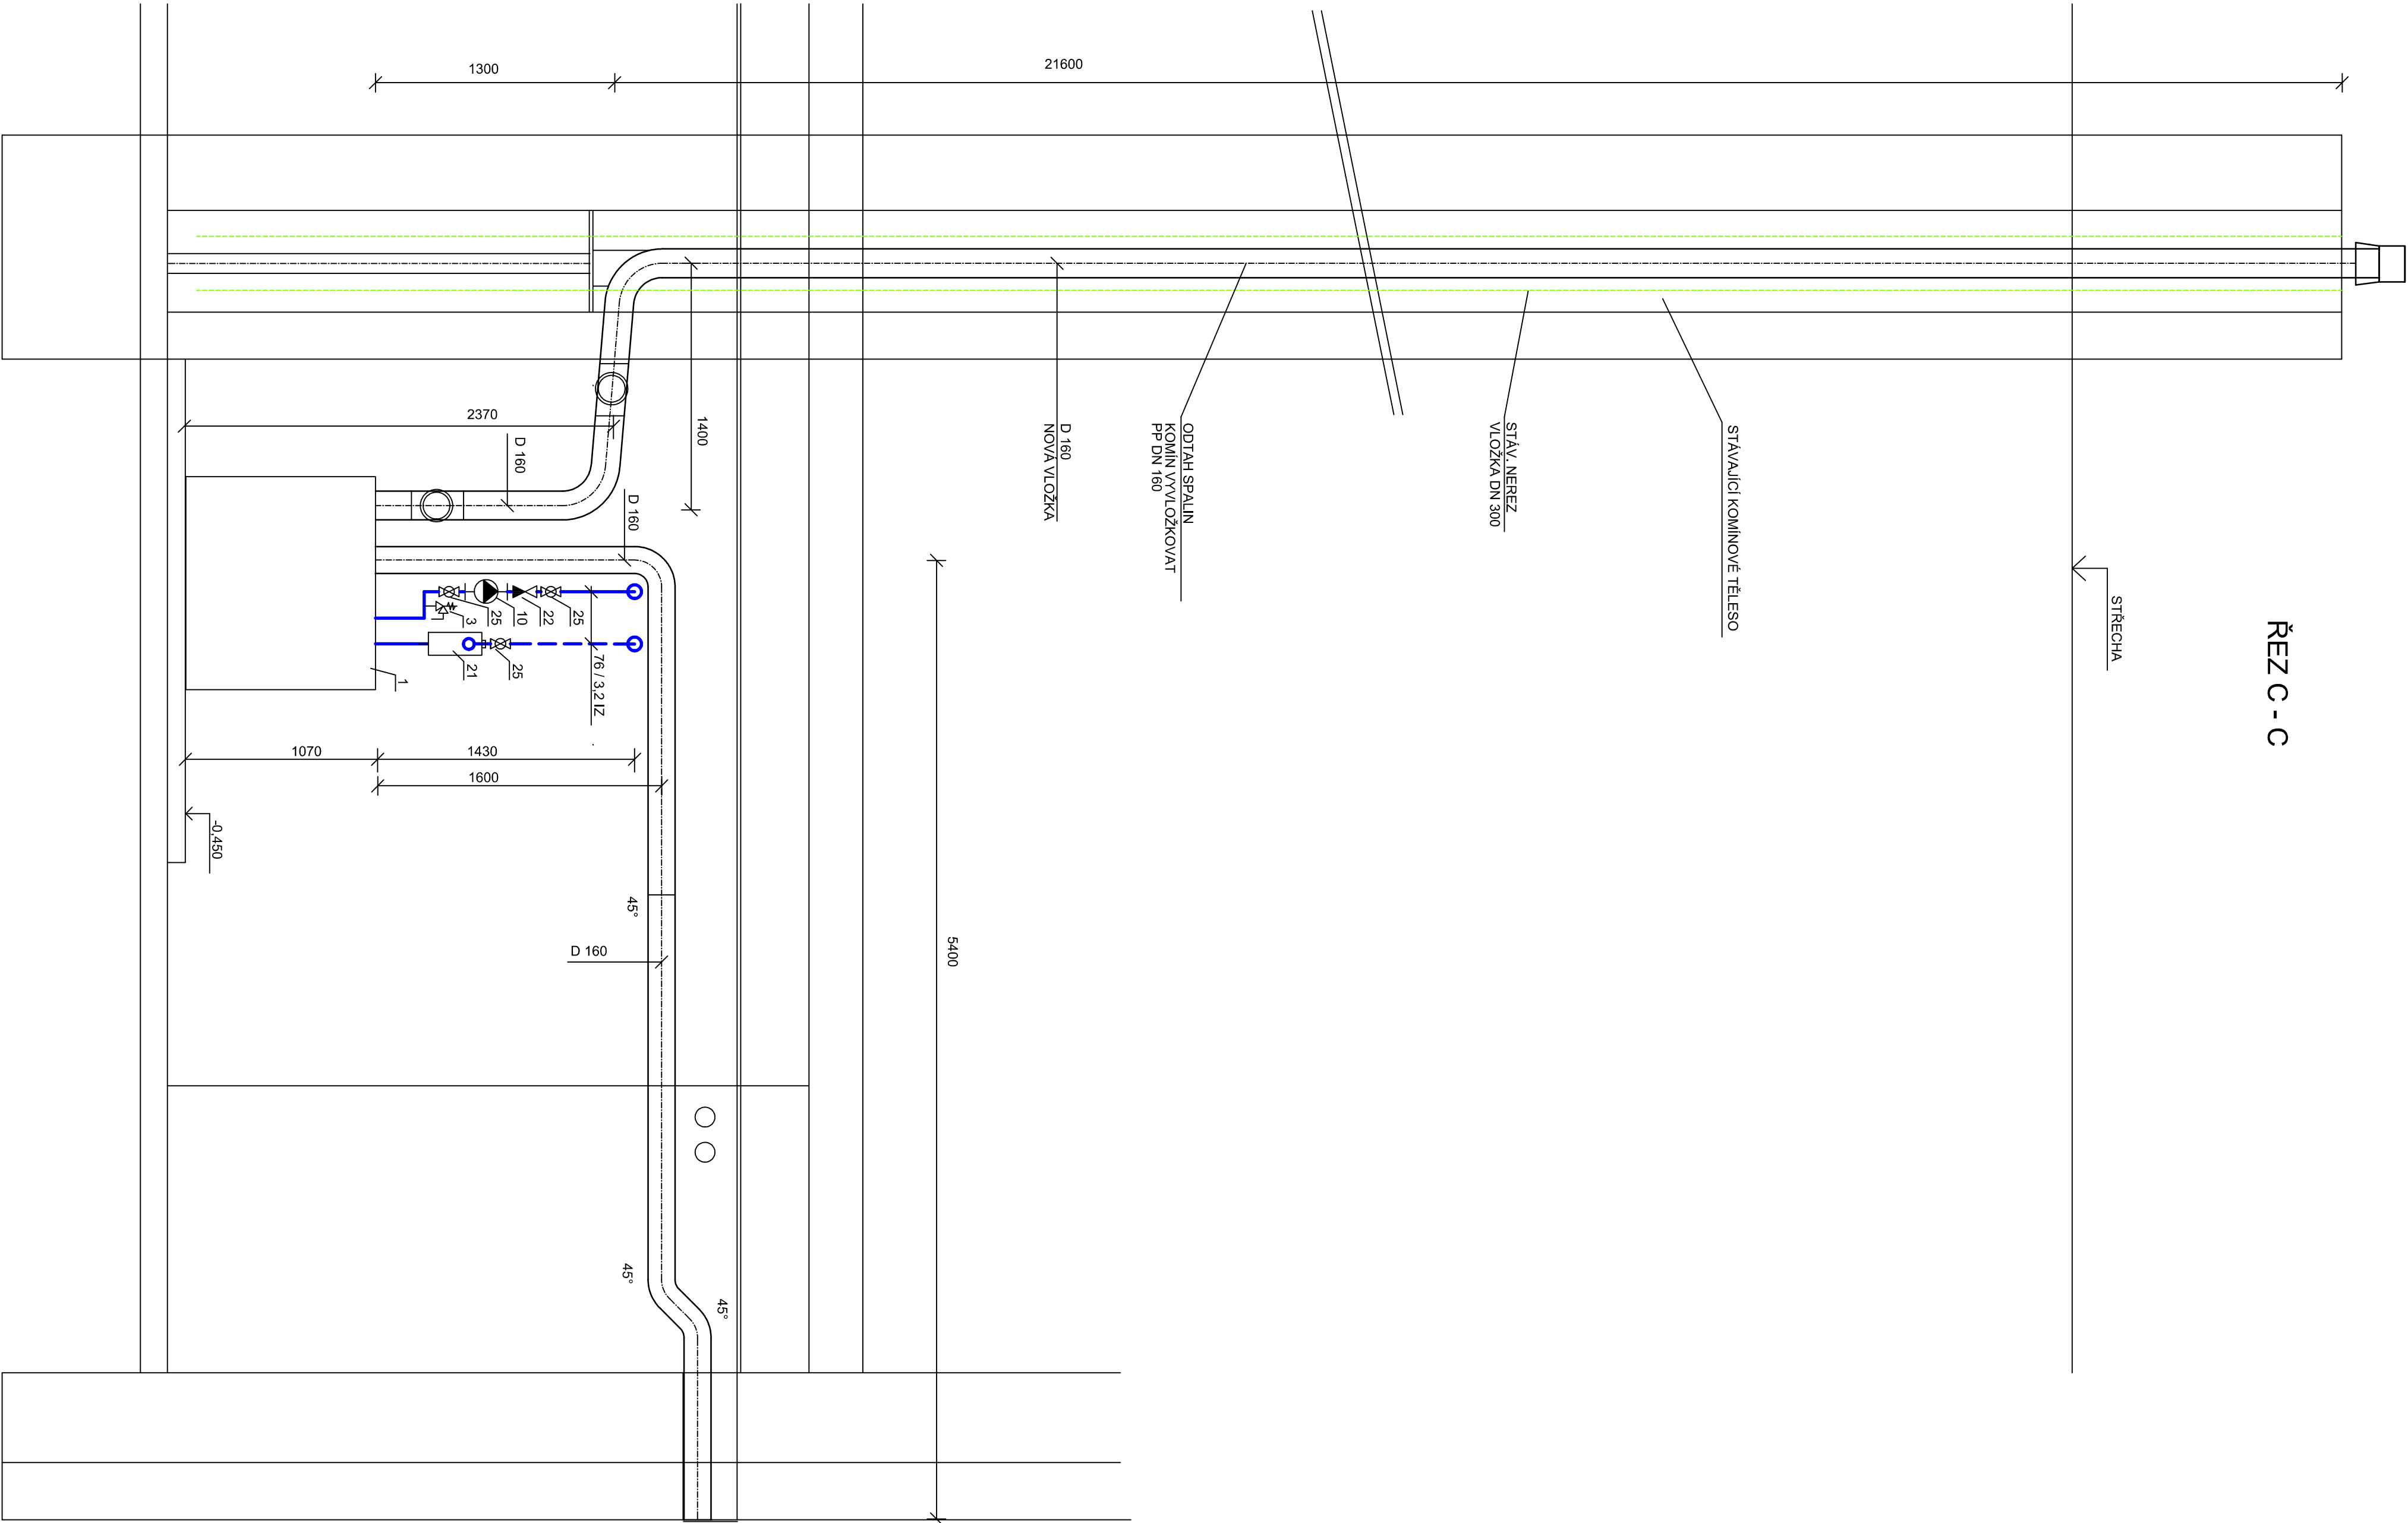 ŘEZ C - C
STŘECHA
STÁVAJÍCÍ KOMÍNOVÉ TĚLESO
STÁV. NEREZ
VLOŽKA DN 300
ODTAH SPALIN
KOMÍN VYVLOŽKOVAT
PP DN 160
D 160
NOVÁ VLOŽKA
21600
1300
1400
2370
D 160
D 160
25
22
10
25
3
25
21
1
76 / 3,2 IZ
5400
1430
1070
1600
-0,450
45°
D 160
45°
45°